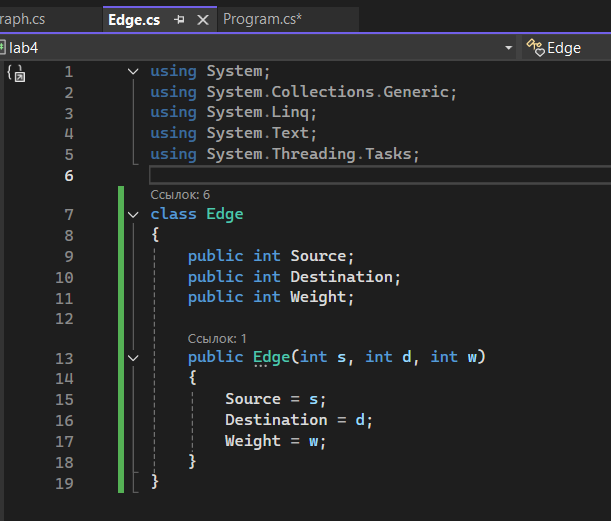 raph.cs
Edge.cs
Program.cs*
lab4
Edge
1 using System;
2 using System.Collections.Generic;
3 using System.Linq;
4 using System.Text;
5 using System.Threading.Tasks;
6
Ссылок: 6
7 class Edge
8 {
9 public int Source;
10 public int Destination;
11 public int Weight;
12
Ссылок: 1
13 public Edge(int s, int d, int w)
14 {
15 Source = s;
16 Destination = d;
17 Weight = w;
18 }
19 }